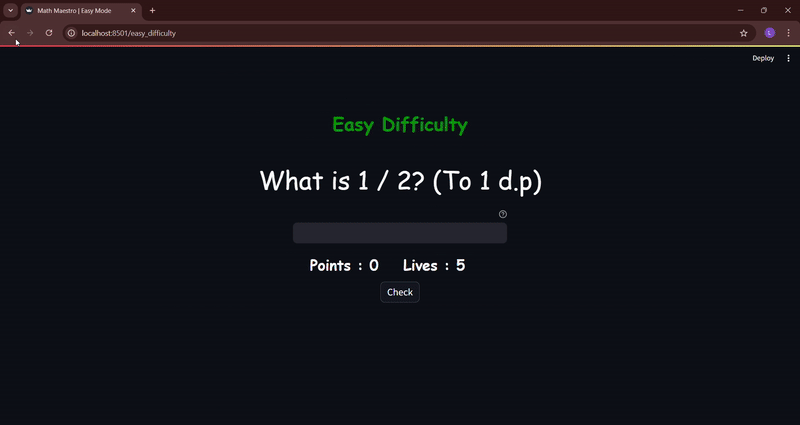 Math Maestro | Easy Mode
localhost:8501/easy_difficulty
L
Deploy
Easy Difficulty
What is 1 / 2? (To 1 d.p)
Points : 0 Lives : 5
Check